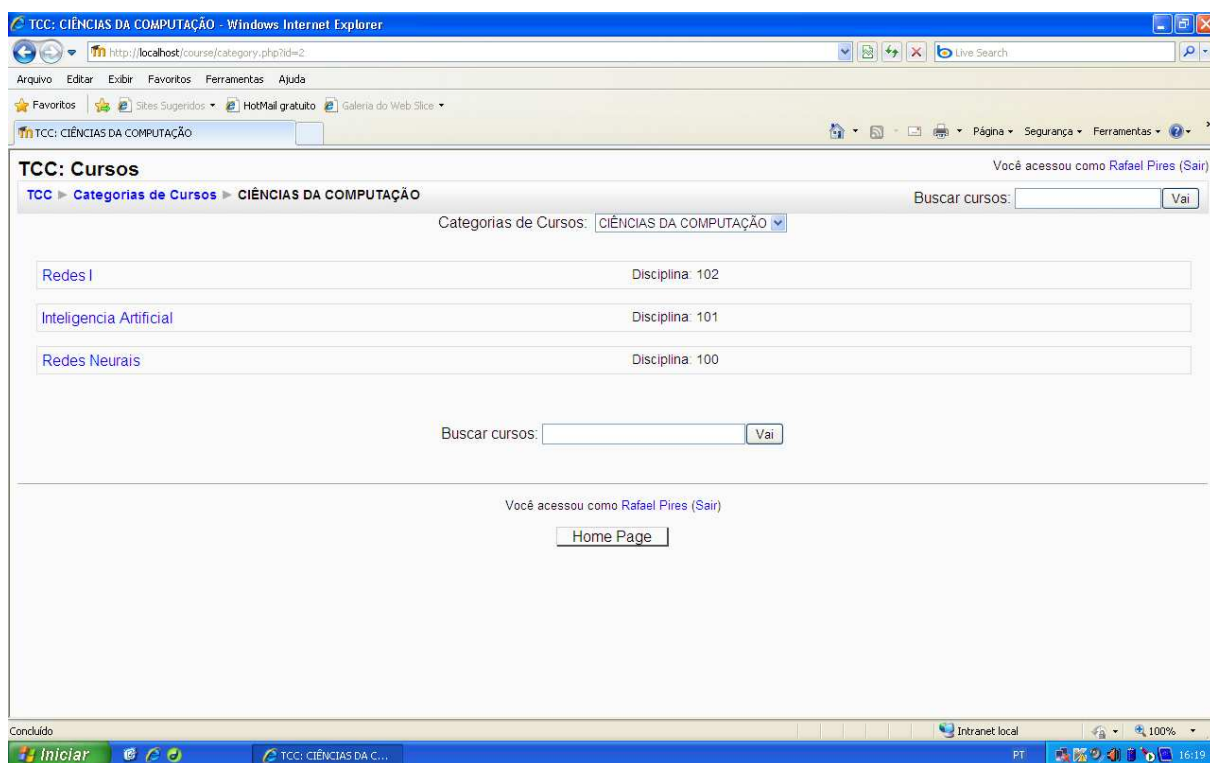 TCC: CIÊNCIAS DA COMPUTAÇÃO - Windows Internet Explorer
http://localhost/course/category.php?id=2
Live Search
Arquivo Editar Exibir Favoritos Ferramentas Ajuda
Favoritos Sites Sugeridos HotMail gratuito Galeria do Web Slice
TCC: CIÊNCIAS DA COMPUTAÇÃO Página Segurança Ferramentas
TCC: Cursos Você acessou como Rafael Pires (Sair)
TCC ► Categorias de Cursos ► CIÊNCIAS DA COMPUTAÇÃO Buscar cursos: Vai
Categorias de Cursos: CIÊNCIAS DA COMPUTAÇÃO
Redes I Disciplina: 102
Inteligencia Artificial Disciplina: 101
Redes Neurais Disciplina: 100
Buscar cursos: Vai
Você acessou como Rafael Pires (Sair)
Home Page
Concluído Intranet local 100%
Iniciar TCC: CIÊNCIAS DA C... PT 16:19